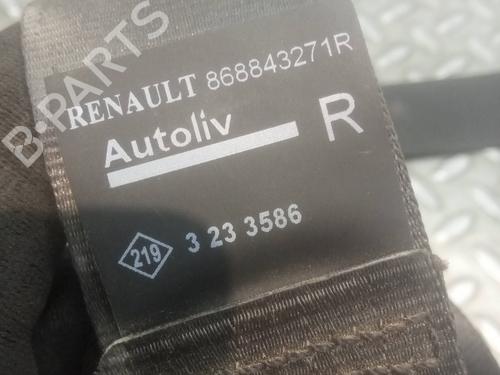 RENAULT 868843271R
Autoliv R
219 3 23 3586
B-PARTS